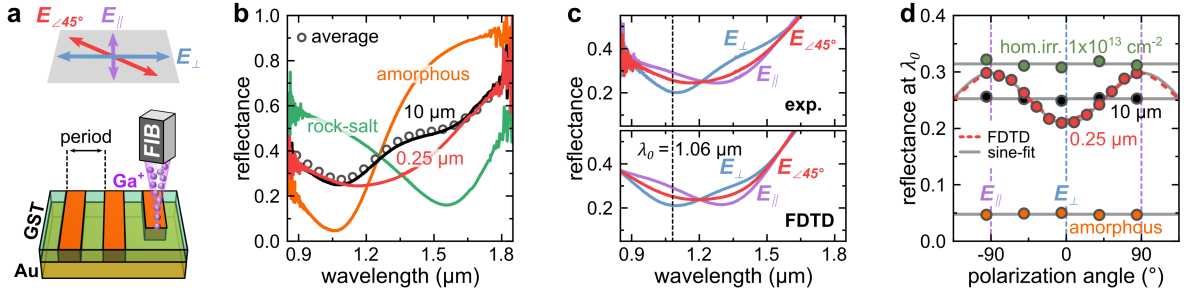 a
E∠45°
E∥
E⊥
period
FIB
Ga+
GST
Au
b
average
amorphous
10 μm
rock-salt
0.25 μm
reflectance
1.0
0.8
0.6
0.4
0.2
0.0
0.9 1.2 1.5 1.8
wavelength (μm)
c
E⊥
E∠45°
E∥
exp.
0.4
0.2
λ0 = 1.06 μm
E⊥
E∠45°
E∥
FDTD
0.4
0.2
reflectance
0.9 1.2 1.5 1.8
wavelength (μm)
d
hom.irr. 1x10¹³ cm⁻²
10 μm
0.25 μm
FDTD
sine-fit
E∥
E⊥
amorphous
reflectance at λ0
0.4
0.3
0.2
0.1
0.0
-90 0 90
polarization angle (°)